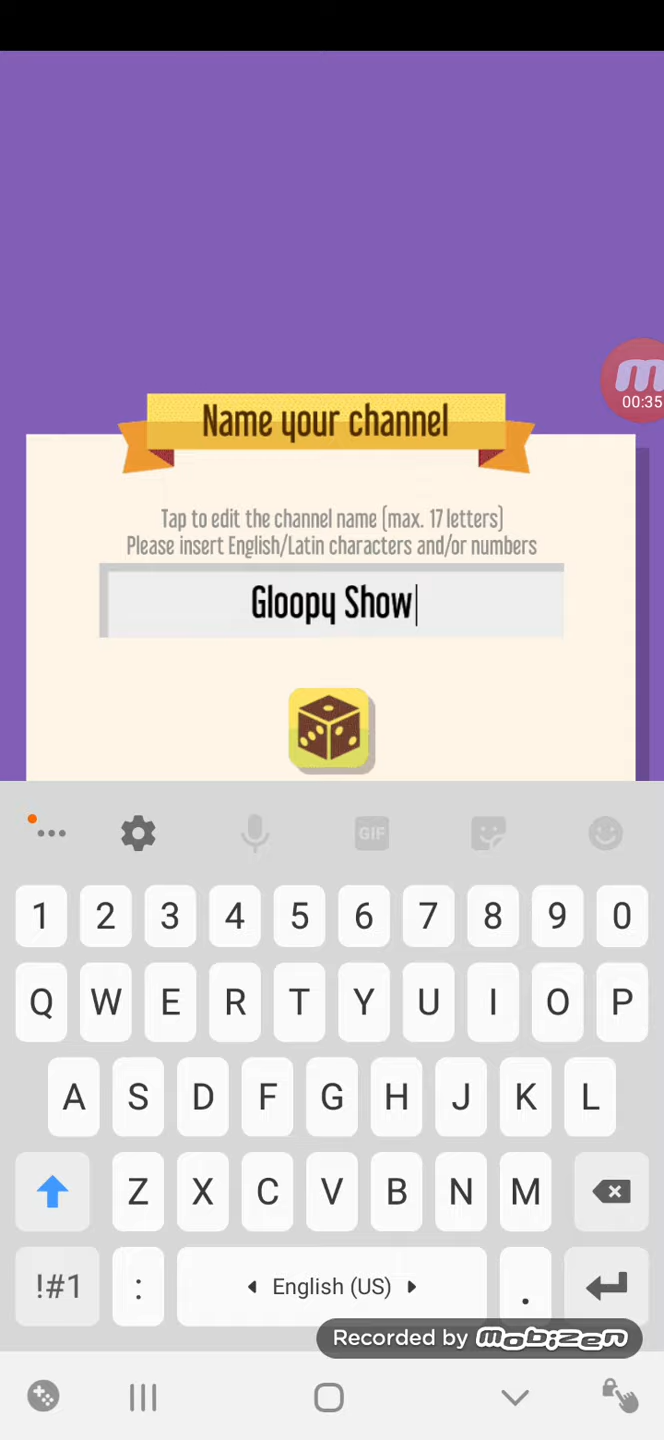 m
00:35
Name your channel
Tap to edit the channel name (max. 17 letters)
Please insert English/Latin characters and/or numbers
Gloopy Show
GIF
1 2 3 4 5 6 7 8 9 0
Q W E R T Y U I O P
A S D F G H J K L
Z X C V B N M
!#1 : English (US) .
Recorded by mobizen